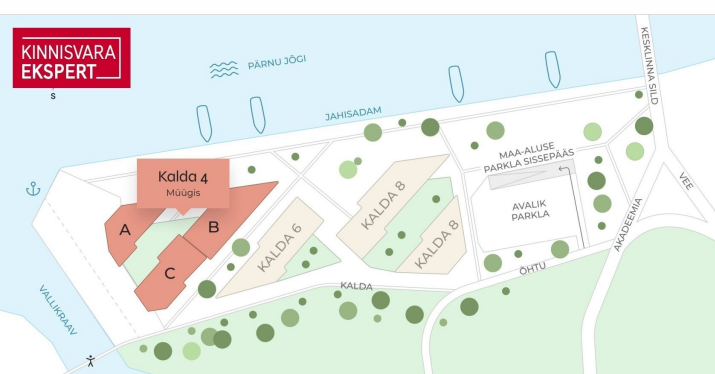 KINNISVARA
EKSPERT
S
PÄRNU JÕGI
JAHISADAM
KESKLINNA SILD
MAA-ALUSE
PARKLA SISSEPÄÄS
Kalda 4
Müügis
A
B
C
KALDA 6
KALDA 8
KALDA 8
AVALIK
PARKLA
VEE
AKADEEMIA
ÕHTU
KALDA
VALLIKRAAV